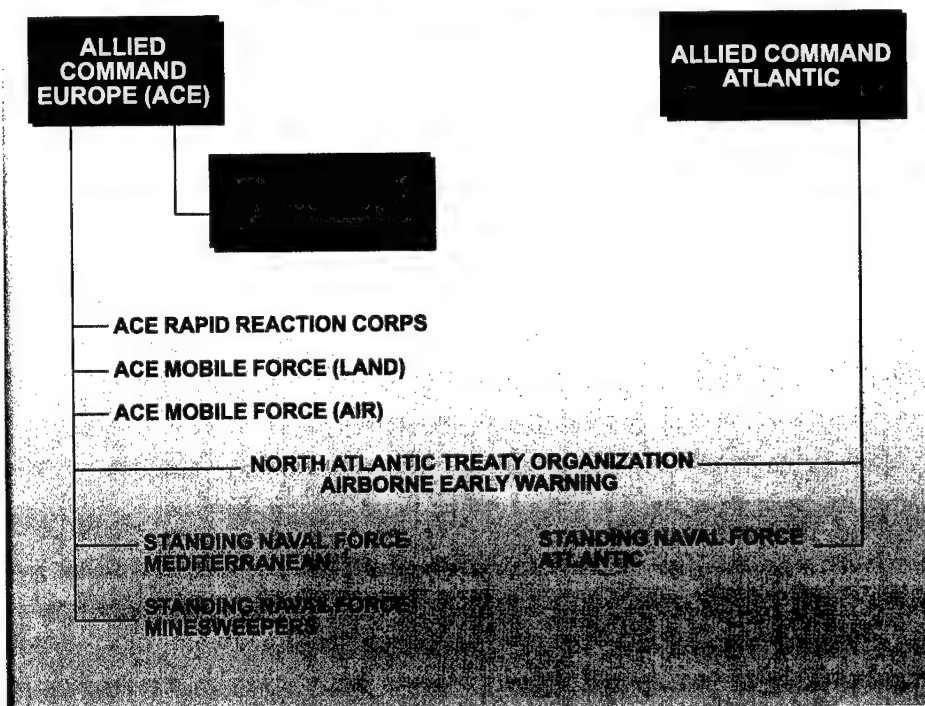 ALLIED
COMMAND
EUROPE (ACE)
ALLIED COMMAND
ATLANTIC
ACE RAPID REACTION CORPS
ACE MOBILE FORCE (LAND)
ACE MOBILE FORCE (AIR)
NORTH ATLANTIC TREATY ORGANIZATION
AIRBORNE EARLY WARNING
STANDING NAVAL FORCE
MEDITERRANEAN
STANDING NAVAL FORCE
ATLANTIC
STANDING NAVAL FORCE
MINESWEEPERS